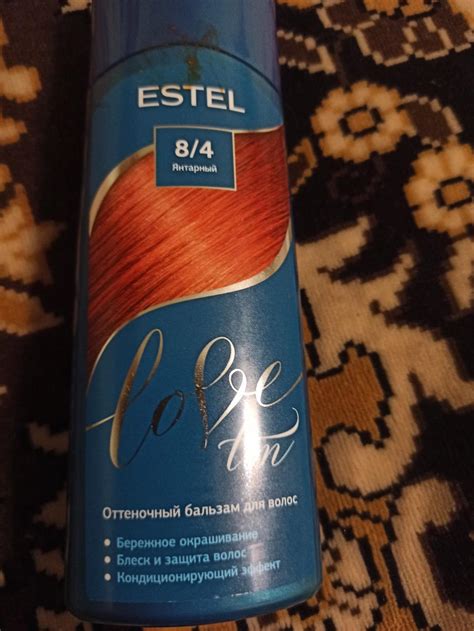 ESTEL
8/4
Янтарный
love
ton
Оттеночный бальзам для волос
• Бережное окрашивание
• Блеск и защита волос
• Кондиционирующий эффект